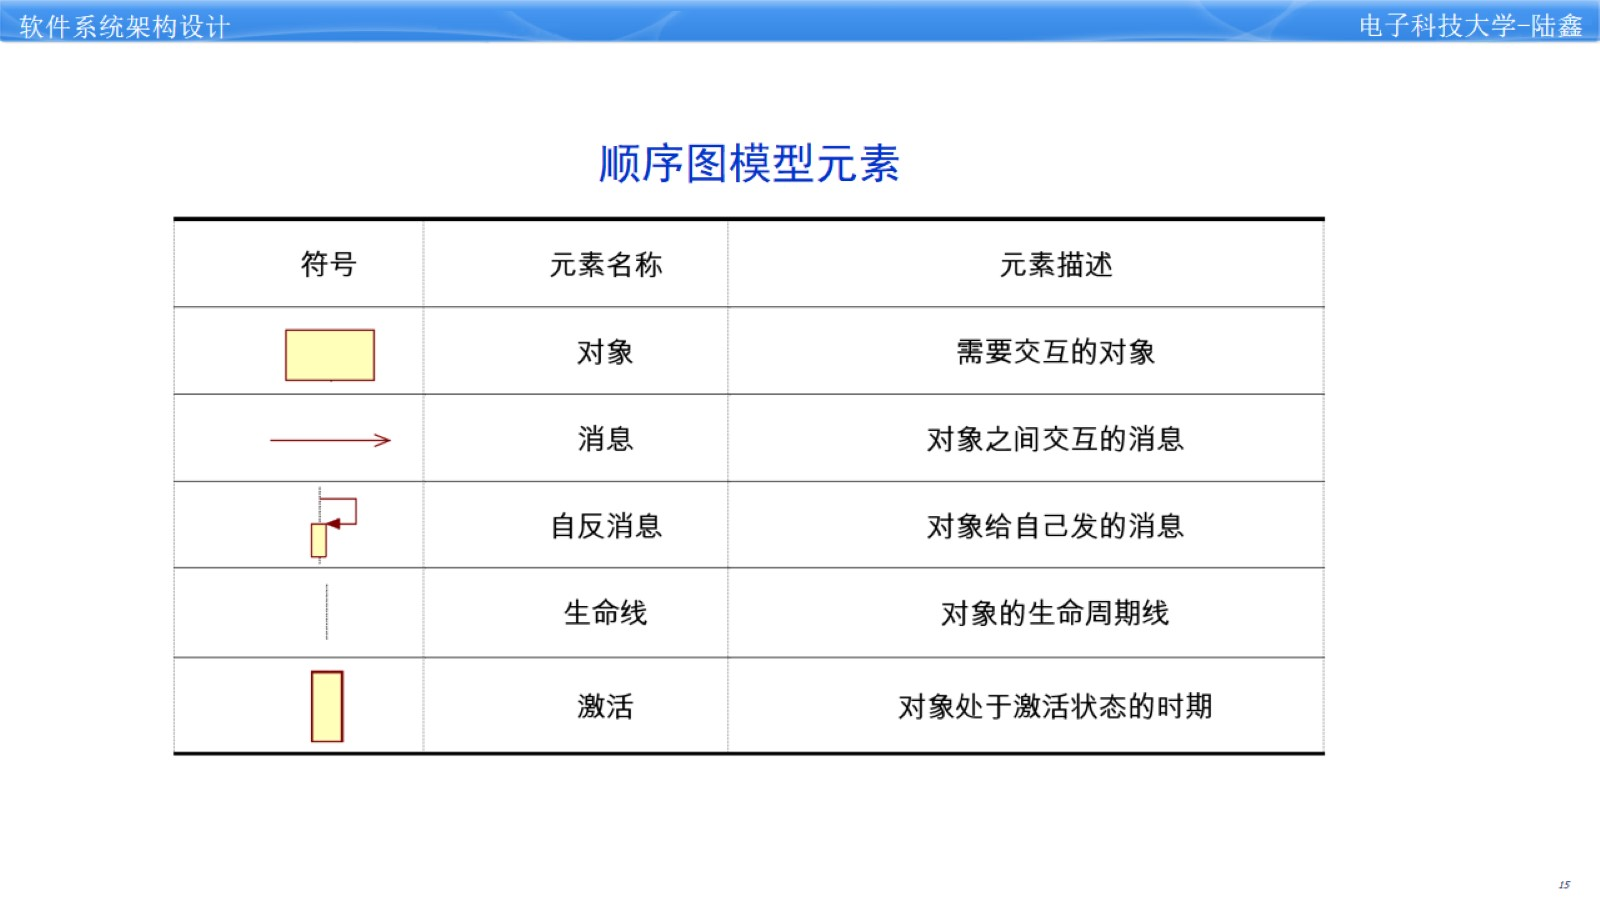 软件系统架构设计
电子科技大学-陆鑫
顺序图模型元素
符号 元素名称 元素描述
对象 需要交互的对象
消息 对象之间交互的消息
自反消息 对象给自己发的消息
生命线 对象的生命周期线
激活 对象处于激活状态的时期
15